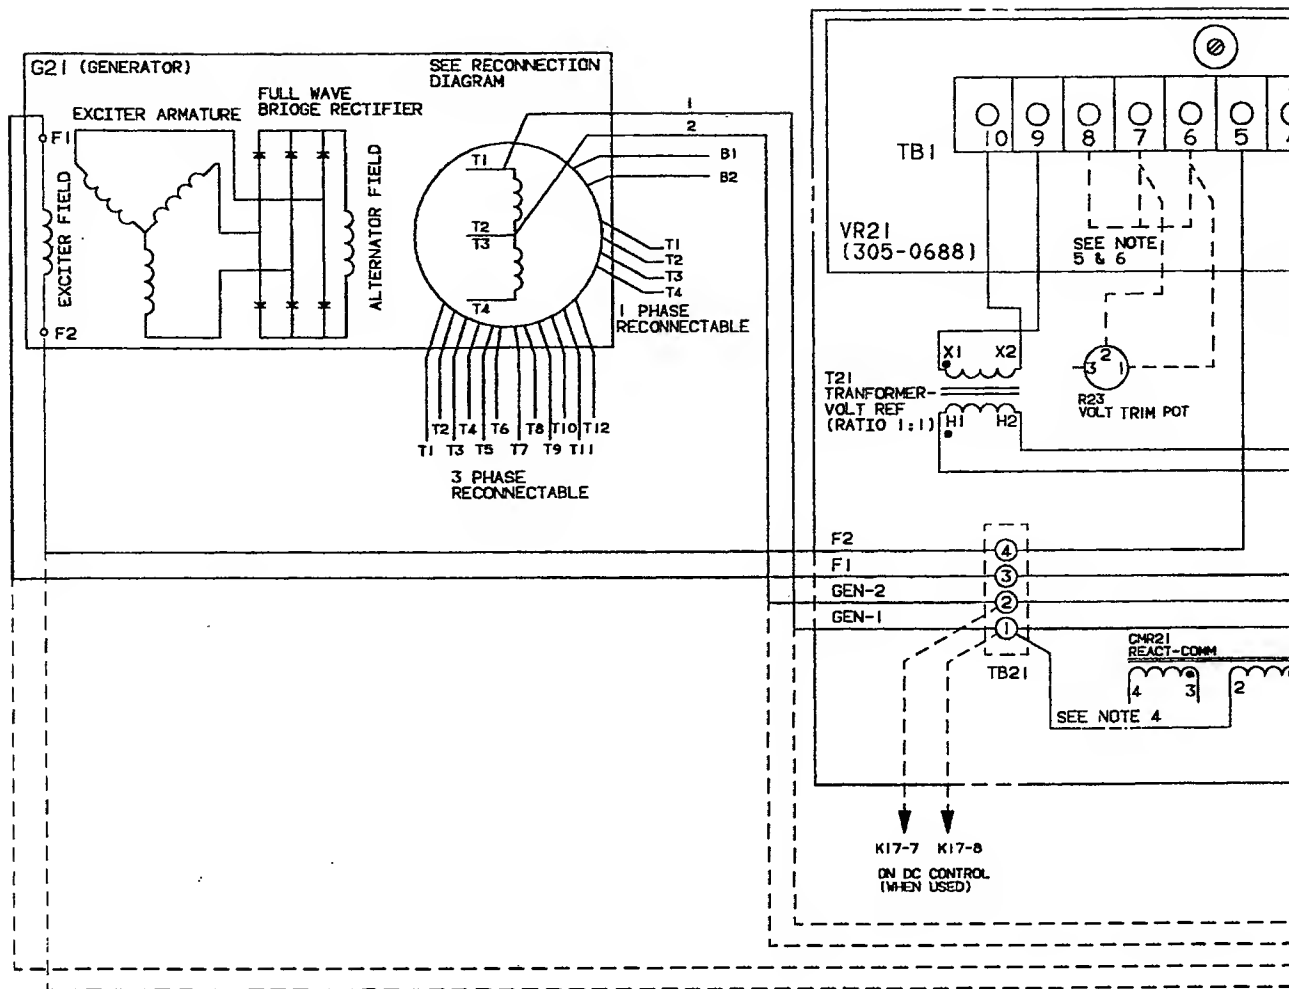 G21 (GENERATOR)
SEE RECONNECTION
DIAGRAM
EXCITER ARMATURE
FULL WAVE
BRIOGE RECTIFIER
F1
EXCITER FIELD
F2
ALTERNATOR FIELD
T1
T2
T3
T4
1
2
B1
B2
T1
T2
T3
T4
1 PHASE
RECONNECTABLE
T2 T4 T6 T8 T10 T12
T1 T3 T5 T7 T9 T11
3 PHASE
RECONNECTABLE
TB1
10 9 8 7 6 5
VR21
(305-0688)
SEE NOTE
5 & 6
X1 X2
T21
TRANFORMER-
VOLT REF
(RATIO 1:1)
H1 H2
2
3 1
R23
VOLT TRIM POT
F2
4
F1
3
GEN-2
2
GEN-1
1
TB21
CMR21
REACT-COMM
4 3 2
SEE NOTE 4
K17-7 K17-8
ON DC CONTROL
(WHEN USED)